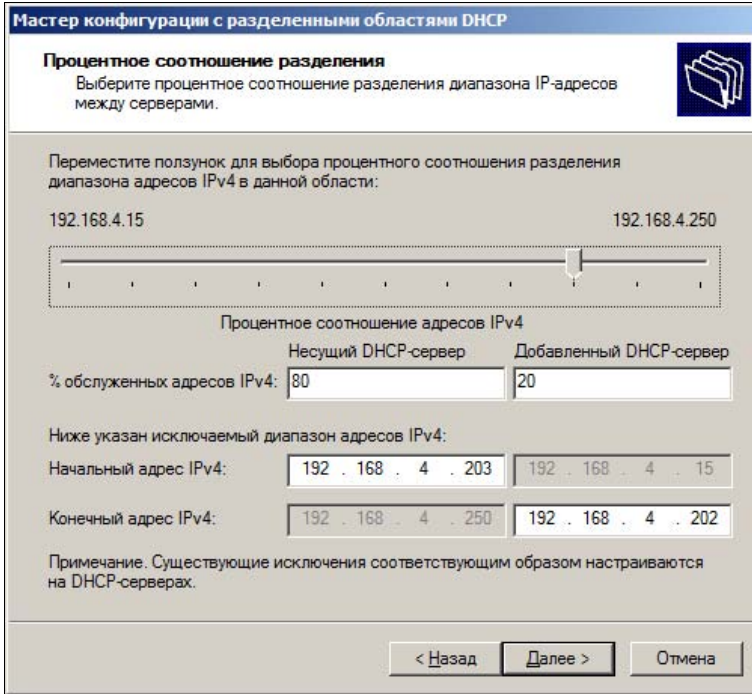 Мастер конфигурации с разделенными областями DHCP
Процентное соотношение разделения
Выберите процентное соотношение разделения диапазона IP-адресов
между серверами.
Переместите ползунок для выбора процентного соотношения разделения
диапазона адресов IPv4 в данной области:
192.168.4.15 192.168.4.250
Процентное соотношение адресов IPv4
Несущий DHCP-сервер Добавленный DHCP-сервер
% обслуженных адресов IPv4: 80 20
Ниже указан исключаемый диапазон адресов IPv4:
Начальный адрес IPv4: 192 . 168 . 4 . 203 192 . 168 . 4 . 15
Конечный адрес IPv4: 192 . 168 . 4 . 250 192 . 168 . 4 . 202
Примечание. Существующие исключения соответствующим образом настраиваются
на DHCP-серверах.
< Назад Далее > Отмена